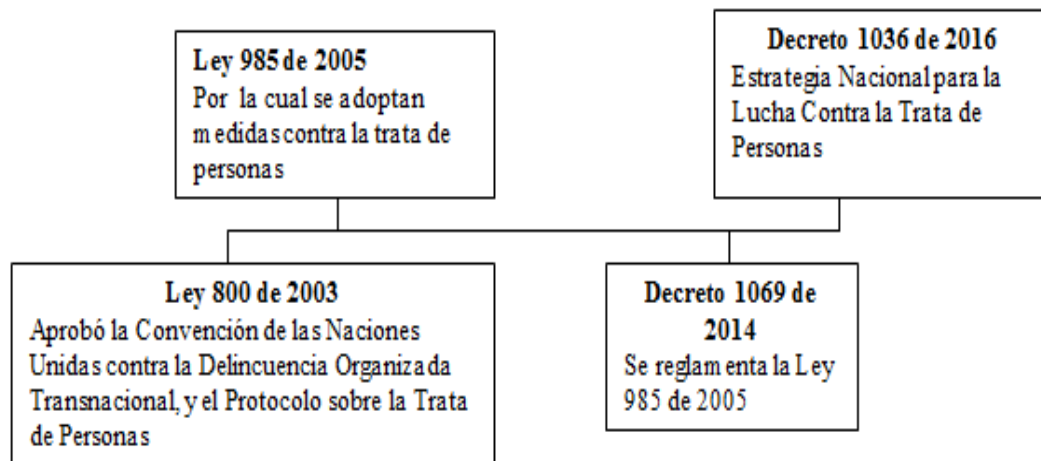 Ley 985 de 2005
Por la cual se adoptan
medidas contra la trata de
personas
Decreto 1036 de 2016
Estrategia Nacional para la
Lucha Contra la Trata de
Personas
Ley 800 de 2003
Aprobó la Convención de las Naciones
Unidas contra la Delincuencia Organizada
Transnacional, y el Protocolo sobre la Trata
de Personas
Decreto 1069 de
2014
Se reglamenta la Ley
985 de 2005